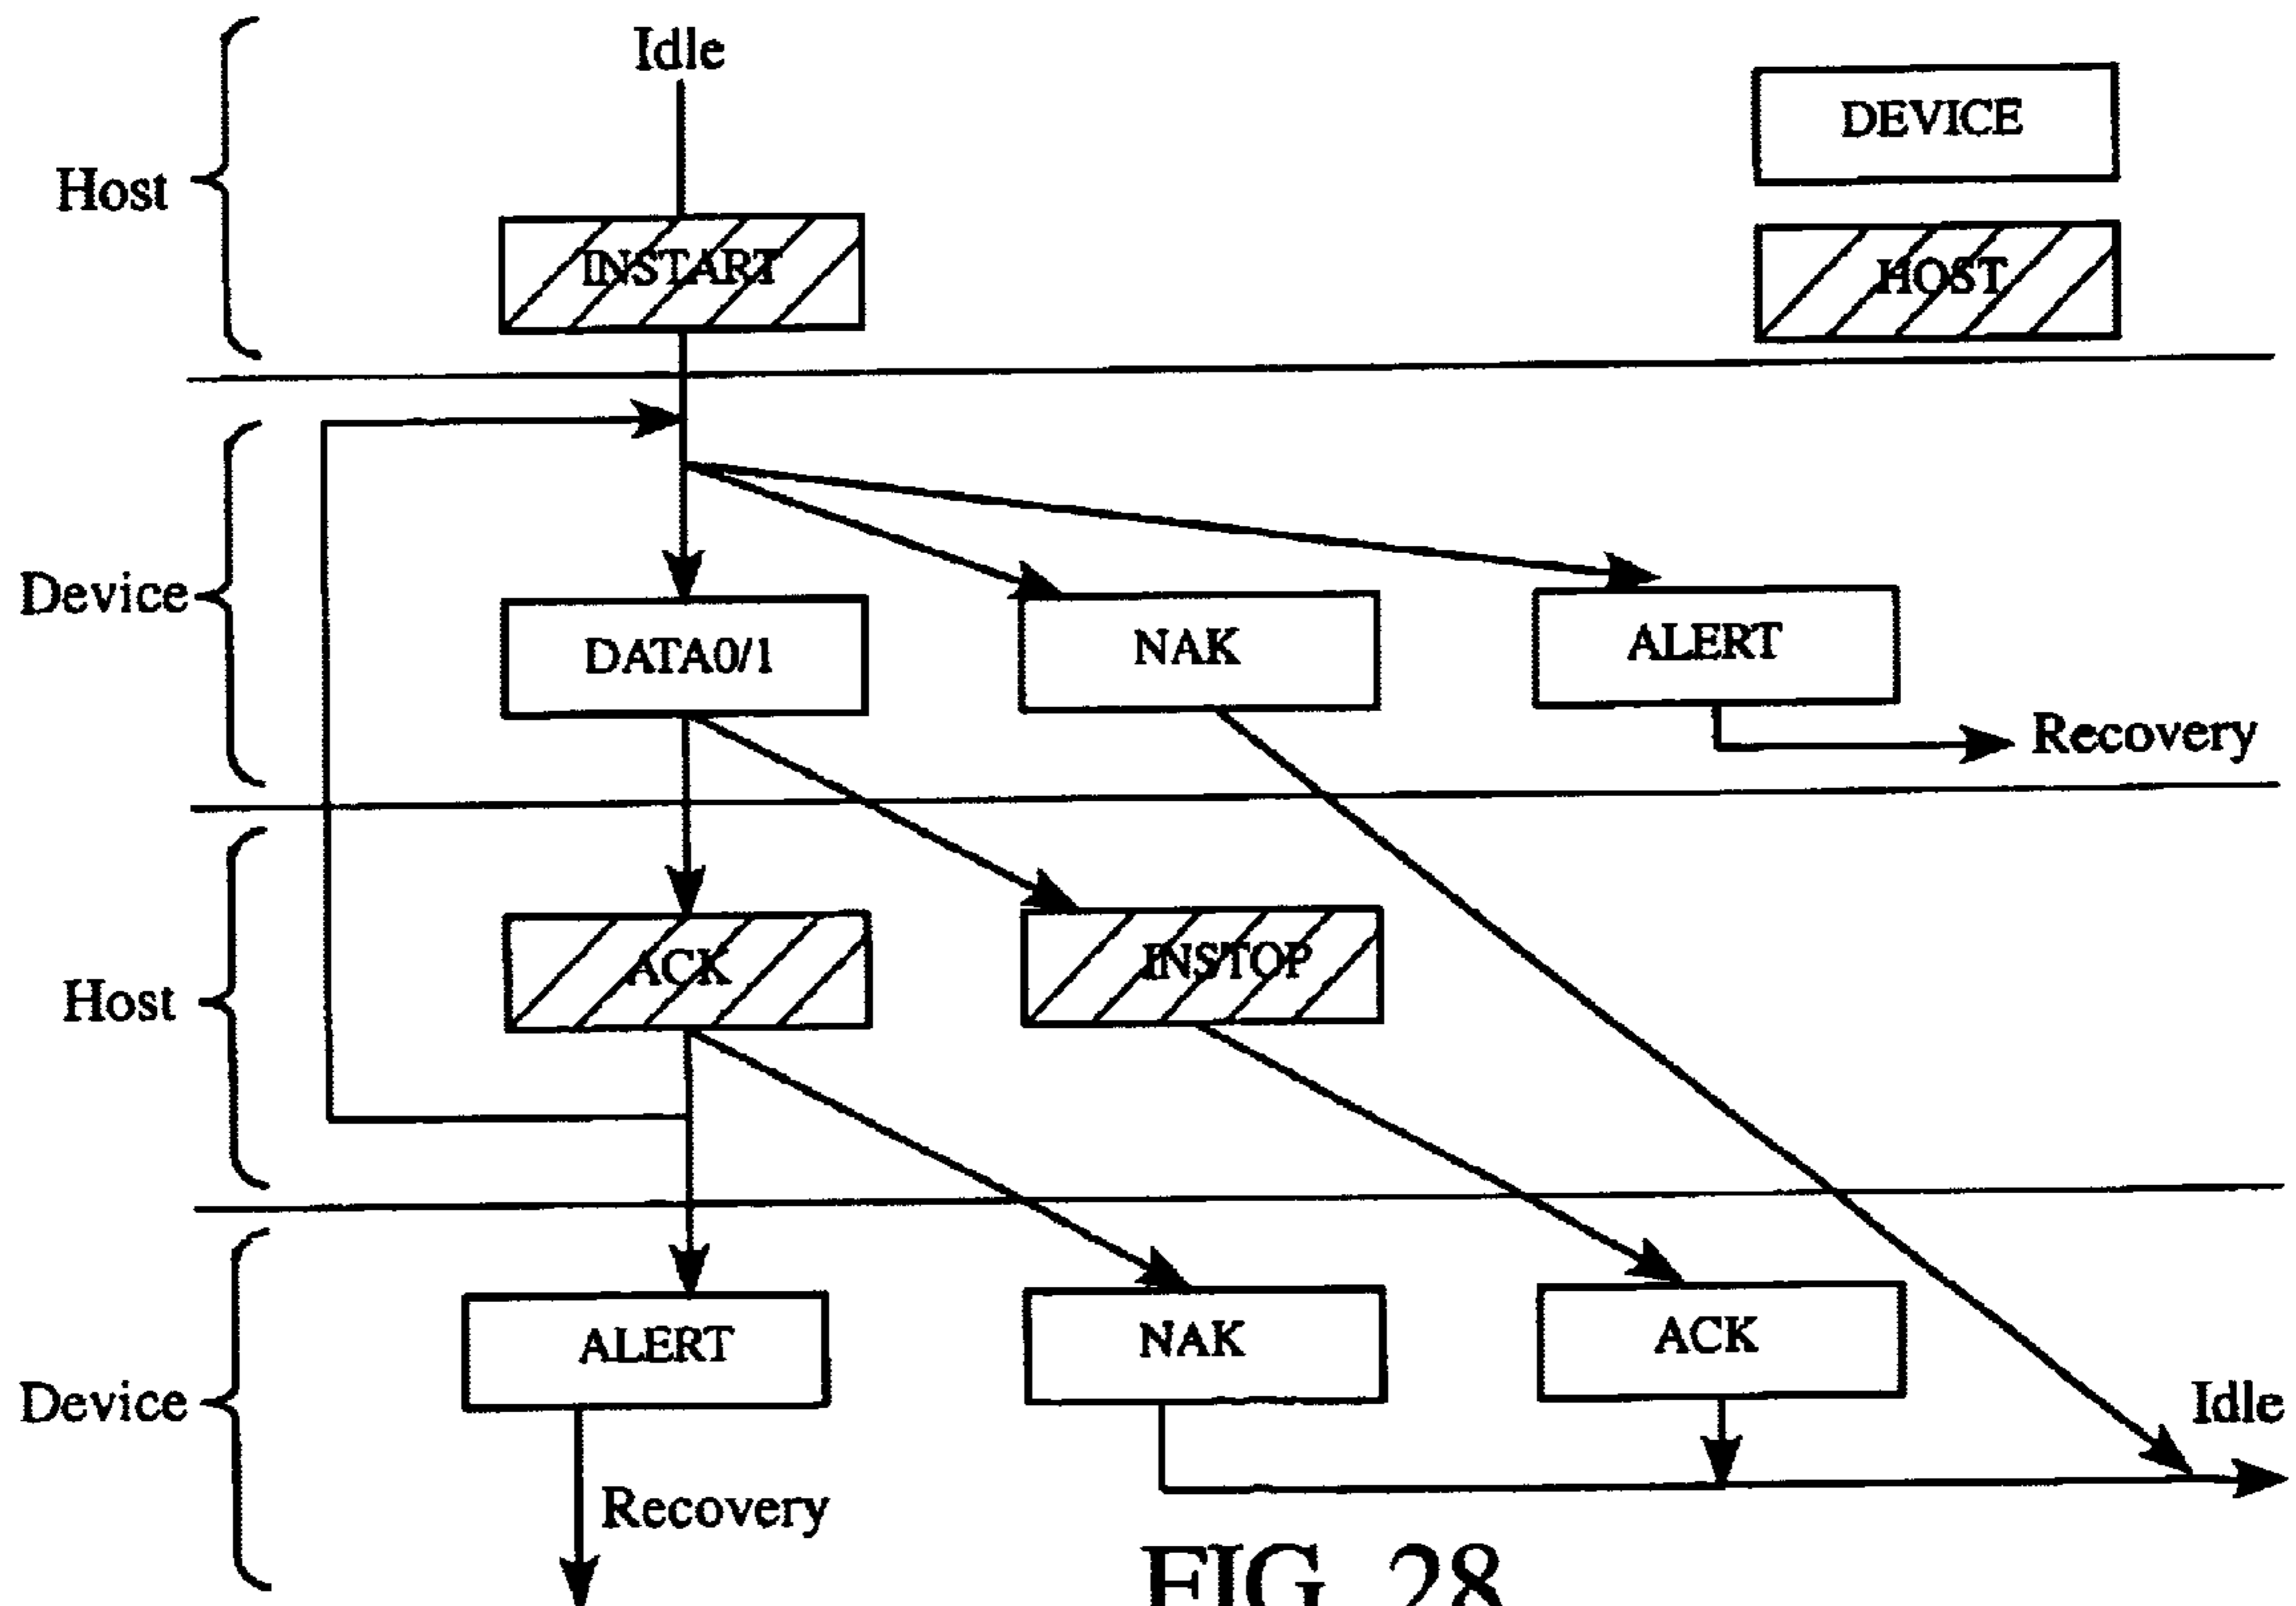 Idle
DEVICE
Host
INSTART
HOST
Device
DATA0/1
NAK
ALERT
Recovery
Host
ACK
INSTOP
Device
ALERT
NAK
ACK
Idle
Recovery
FIG. 28